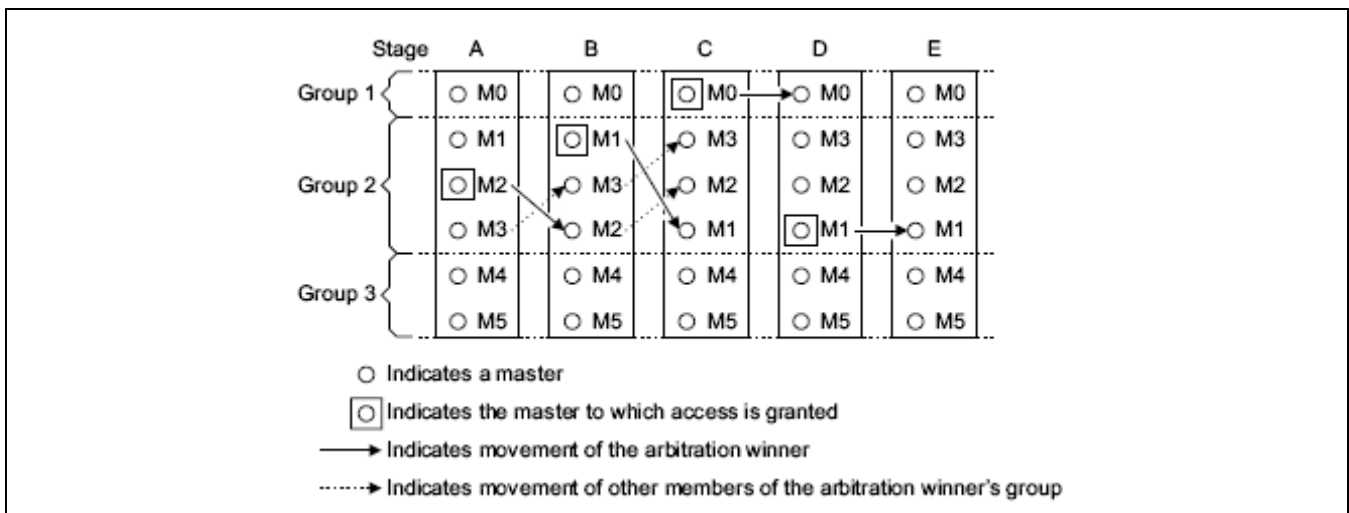 Stage A B C D E
Group 1 M0 M0 M0 M0 M0
M1 M1 M3 M3 M3
Group 2 M2 M3 M2 M2 M2
M3 M2 M1 M1 M1
M4 M4 M4 M4 M4
Group 3
M5 M5 M5 M5 M5
Indicates a master
Indicates the master to which access is granted
Indicates movement of the arbitration winner
Indicates movement of other members of the arbitration winner's group